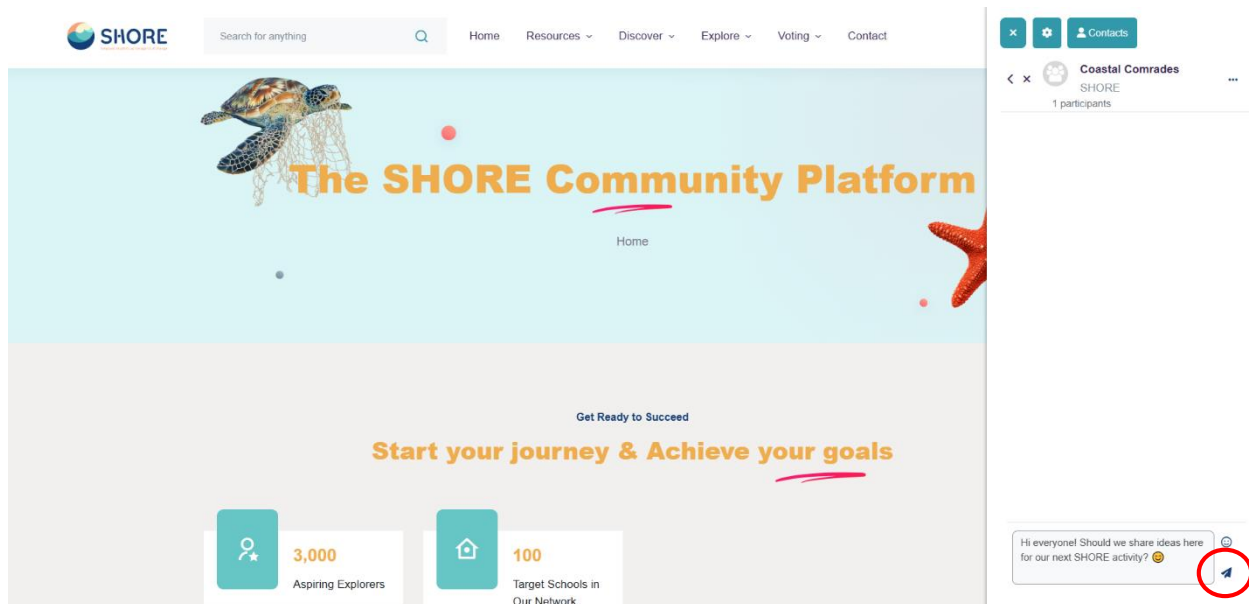 SHORE
Search for anything
Home
Resources
Discover
Explore
Voting
Contact
Contacts
Coastal Comrades
SHORE
1 participants
The SHORE Community Platform
Home
Get Ready to Succeed
Start your journey & Achieve your goals
3,000
Aspiring Explorers
100
Target Schools in
Our Network
Hi everyone! Should we share ideas here
for our next SHORE activity? 😀